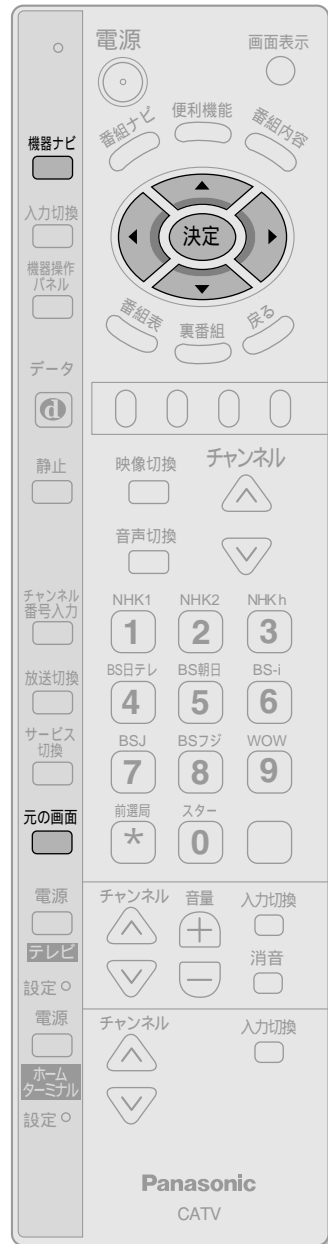 電源
画面表示
機器ナビ
番組ナビ
便利機能
番組内容
入力切換
決定
機器操作
パネル
番組表
裏番組
戻る
データ
d
静止
映像切換
チャンネル
音声切換
チャンネル
番号入力
NHK1 NHK2 NHKh
1 2 3
放送切換
BS日テレ BS朝日 BS-i
4 5 6
サービス
切換
BSJ BSフジ WOW
7 8 9
元の画面
前選局 スター
* 0
電源
テレビ
設定
チャンネル 音量 入力切換
+
消音
−
電源
ホーム
ターミナル
設定
チャンネル 入力切換
Panasonic
CATV